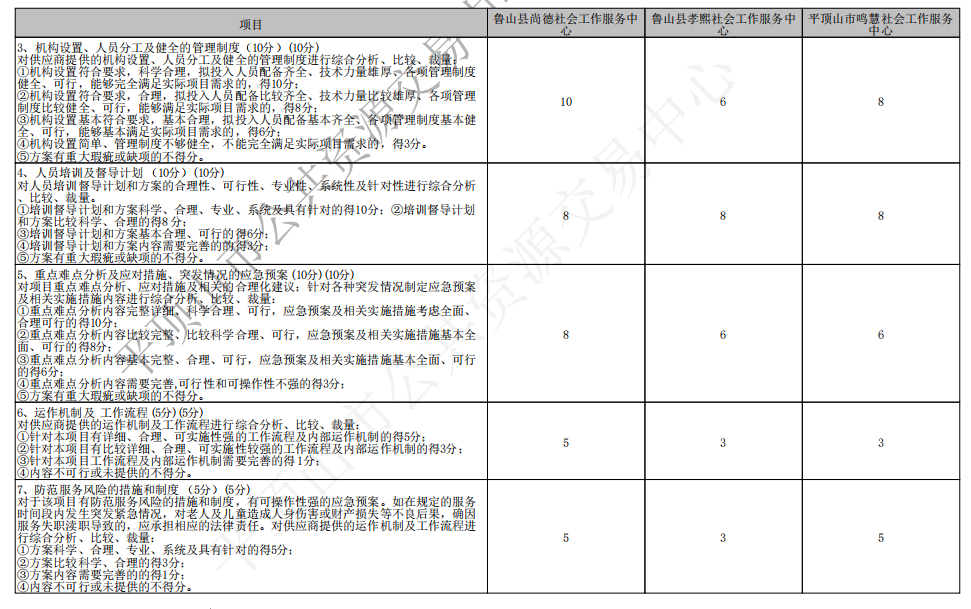 项目
鲁山县尚德社会工作服务中
心
鲁山县孝熙社会工作服务中
心
平顶山市鸣慧社会工作服务
中心
3、机构设置、人员分工及健全的管理制度（10分）(10分)
对供应商提供的机构设置、人员分工及健全的管理制度进行综合分析、比较、裁量：
①机构设置符合要求，科学合理，拟投入人员配备齐全、技术力量雄厚、各项管理制度
健全、可行，能够完全满足实际项目需求的，得10分；
②机构设置符合要求，合理，拟投入人员配备比较齐全、技术力量比较雄厚、各项管理
制度比较健全、可行，能够满足实际项目需求的，得8分；
③机构设置基本符合要求，基本合理，拟投入人员配备基本齐全、各项管理制度基本健
全、可行，能够基本满足实际项目需求的，得6分；
④机构设置简单、管理制度不够健全，不能完全满足实际项目需求的，得3分。
⑤方案有重大瑕疵或缺项的不得分。
10
6
8
4、人员培训及督导计划 （10分）(10分)
对人员培训督导计划和方案的合理性、可行性、专业性、系统性及针对性进行综合分析
、比较、裁量。
①培训督导计划和方案科学、合理、专业、系统及具有针对的得10分；②培训督导计划
和方案比较科学、合理的得8分；
③培训督导计划和方案基本合理、可行的得6分；
④培训督导计划和方案内容需要完善的的得3分；
⑤方案有重大瑕疵或缺项的不得分。
8
8
8
5、重点难点分析及应对措施、突发情况的应急预案(10分)(10分)
对项目重点难点分析、应对措施及相关的合理化建议；针对各种突发情况制定应急预案
及相关实施措施内容进行综合分析、比较、裁量：
①重点难点分析内容完整详细、科学合理、可行，应急预案及相关实施措施考虑全面、
合理可行的得10分；
②重点难点分析内容比较完整、比较科学合理、可行，应急预案及相关实施措施基本全
面、可行的得8分；
③重点难点分析内容基本完整、合理、可行，应急预案及相关实施措施基本全面、可行
的得6分；
④重点难点分析内容需要完善,可行性和可操作性不强的得3分；
⑤方案有重大瑕疵或缺项的不得分。
8
6
6
6、运作机制及 工作流程(5分)(5分)
对供应商提供的运作机制及工作流程进行综合分析、比较、裁量：
①针对本项目有详细、合理、可实施性强的工作流程及内部运作机制的得5分；
②针对本项目有比较详细、合理、可实施性较强的工作流程及内部运作机制的得3分；
③针对本项目工作流程及内部运作机制需要完善的得1分；
④内容不可行或未提供的不得分。
5
3
3
7、防范服务风险的措施和制度 （5分）(5分)
对于该项目有防范服务风险的措施和制度，有可操作性强的应急预案。如在规定的服务
时间段内发生突发紧急情况，对老人及儿童造成人身伤害或财产损失等不良后果，确因
服务失职渎职导致的，应承担相应的法律责任。对供应商提供的运作机制及工作流程进
行综合分析、比较、裁量：
①方案科学、合理、专业、系统及具有针对的得5分；
②方案比较科学、合理的得3分；
③方案内容需要完善的的得1分；
④内容不可行或未提供的不得分。
5
3
5
平顶山市公共资源交易中心
平顶山市公共资源交易中心